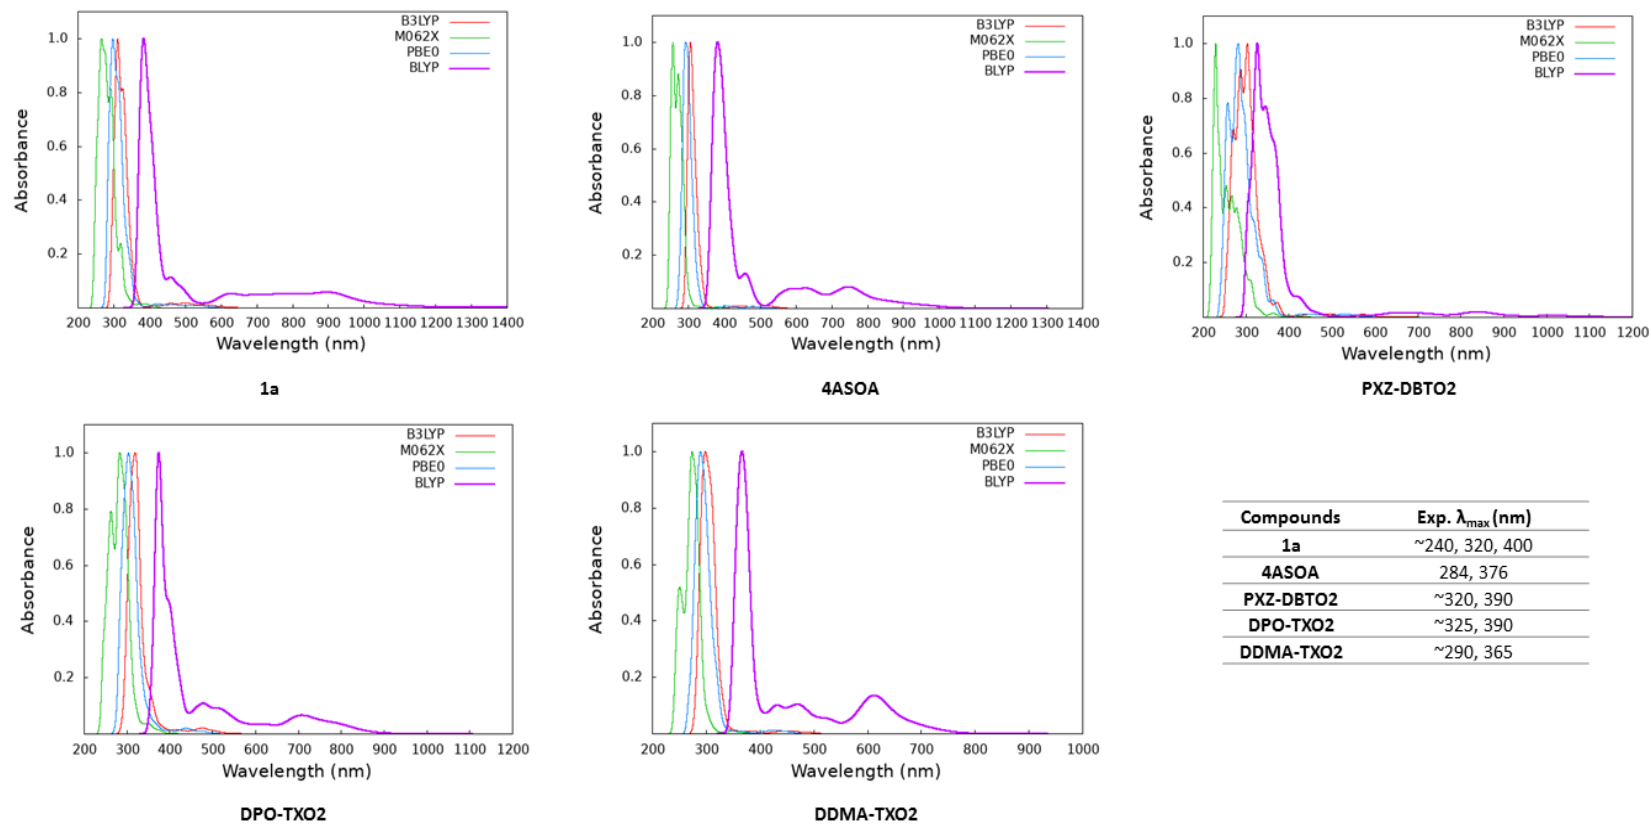 B3LYP
M062X
PBE0
BLYP
1.0
0.8
0.6
0.4
0.2
Absorbance
200 300 400 500 600 700 800 900 1000 1100 1200 1300 1400
Wavelength (nm)
1a
B3LYP
M062X
PBE0
BLYP
1.0
0.8
0.6
0.4
0.2
Absorbance
200 300 400 500 600 700 800 900 1000 1100 1200 1300 1400
Wavelength (nm)
4ASOA
B3LYP
M062X
PBE0
BLYP
1.0
0.8
0.6
0.4
0.2
Absorbance
200 300 400 500 600 700 800 900 1000 1100 1200
Wavelength (nm)
PXZ-DBTO2
B3LYP
M062X
PBE0
BLYP
1.0
0.8
0.6
0.4
0.2
Absorbance
200 300 400 500 600 700 800 900 1000 1100 1200
Wavelength (nm)
DPO-TXO2
B3LYP
M062X
PBE0
BLYP
1.0
0.8
0.6
0.4
0.2
Absorbance
200 300 400 500 600 700 800 900 1000
Wavelength (nm)
DDMA-TXO2
Compounds Exp. λmax (nm)
1a ~240, 320, 400
4ASOA 284, 376
PXZ-DBTO2 ~320, 390
DPO-TXO2 ~325, 390
DDMA-TXO2 ~290, 365